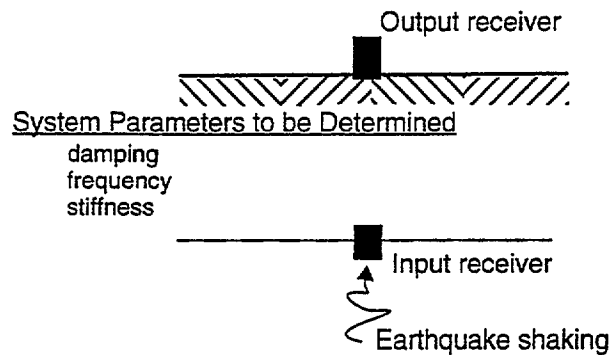 Output receiver
System Parameters to be Determined
damping
frequency
stiffness
Input receiver
Earthquake shaking